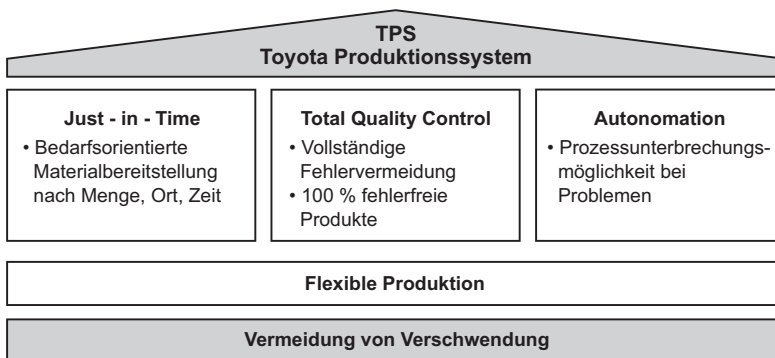 TPS
Toyota Produktionssystem
Just - in - Time
• Bedarfsorientierte
Materialbereitstellung
nach Menge, Ort, Zeit
Total Quality Control
• Vollständige
Fehlervermeidung
• 100 % fehlerfreie
Produkte
Autonomation
• Prozessunterbrechungs-
möglichkeit bei
Problemen
Flexible Produktion
Vermeidung von Verschwendung